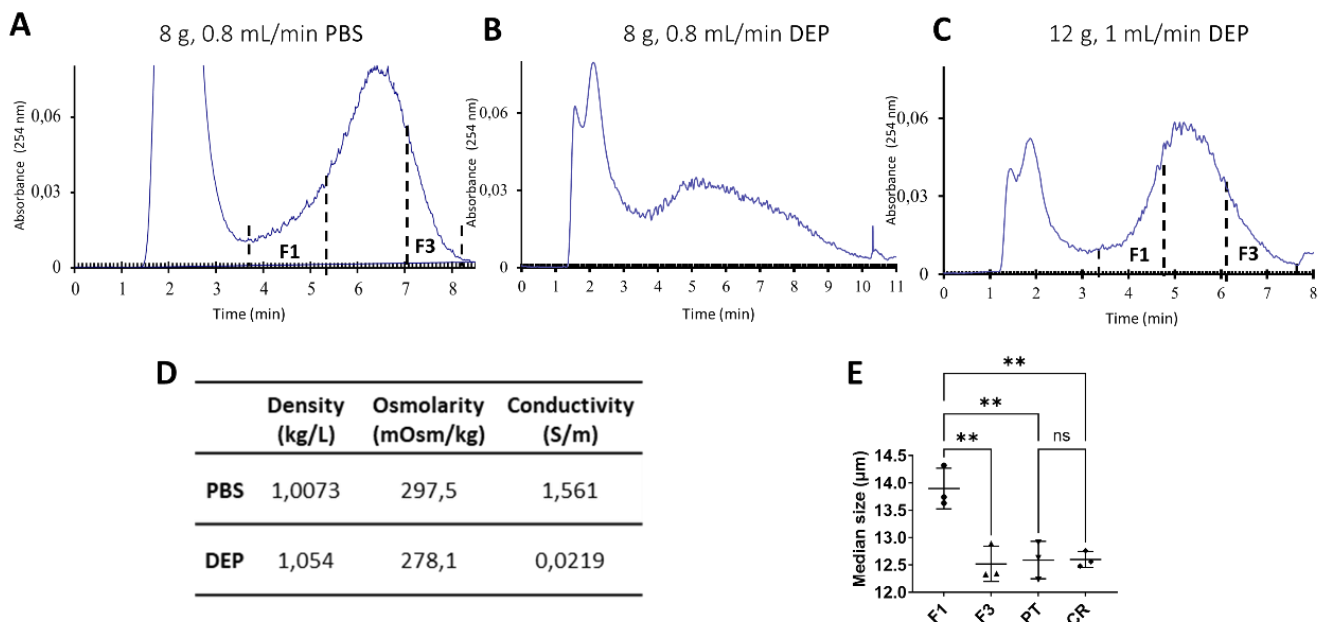 A
8 g, 0.8 mL/min PBS
Absorbance (254 nm)
0,06
0,03
0
F1
F3
0 1 2 3 4 5 6 7 8
Time (min)
B
8 g, 0.8 mL/min DEP
Absorbance (254 nm)
0,06
0,03
0
0 1 2 3 4 5 6 7 8 9 10 11
Time (min)
C
12 g, 1 mL/min DEP
Absorbance (254 nm)
0,06
0,03
0
F1
F3
0 1 2 3 4 5 6 7 8
Time (min)
D
Density (kg/L) Osmolarity (mOsm/kg) Conductivity (S/m)
PBS 1,0073 297,5 1,561
DEP 1,054 278,1 0,0219
E
**
**
** ns
Median size (µm)
14.5
14.0
13.5
13.0
12.5
12.0
F1 F3 PT CR